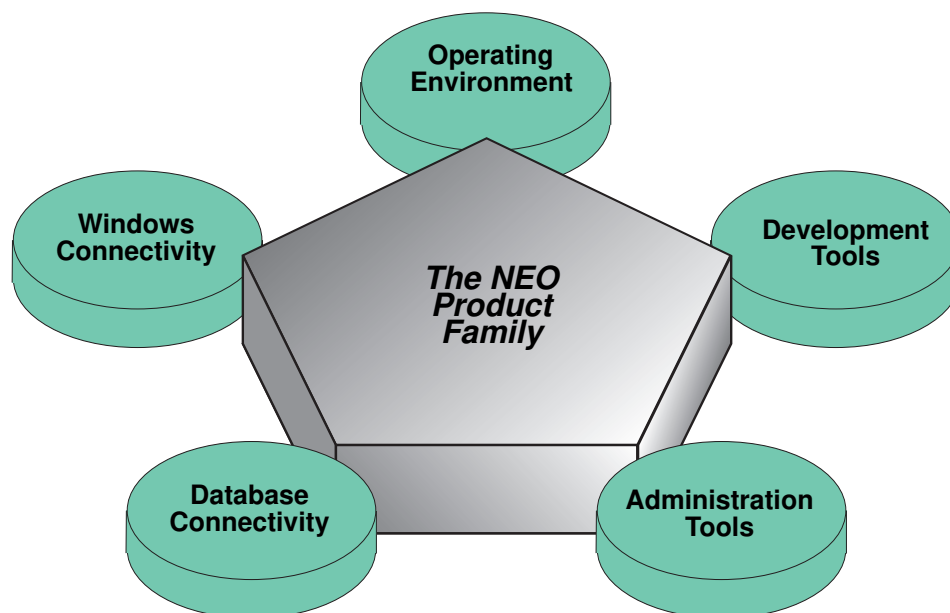 Operating
Environment
Windows
Connectivity
Development
Tools
The NEO
Product
Family
Database
Connectivity
Administration
Tools